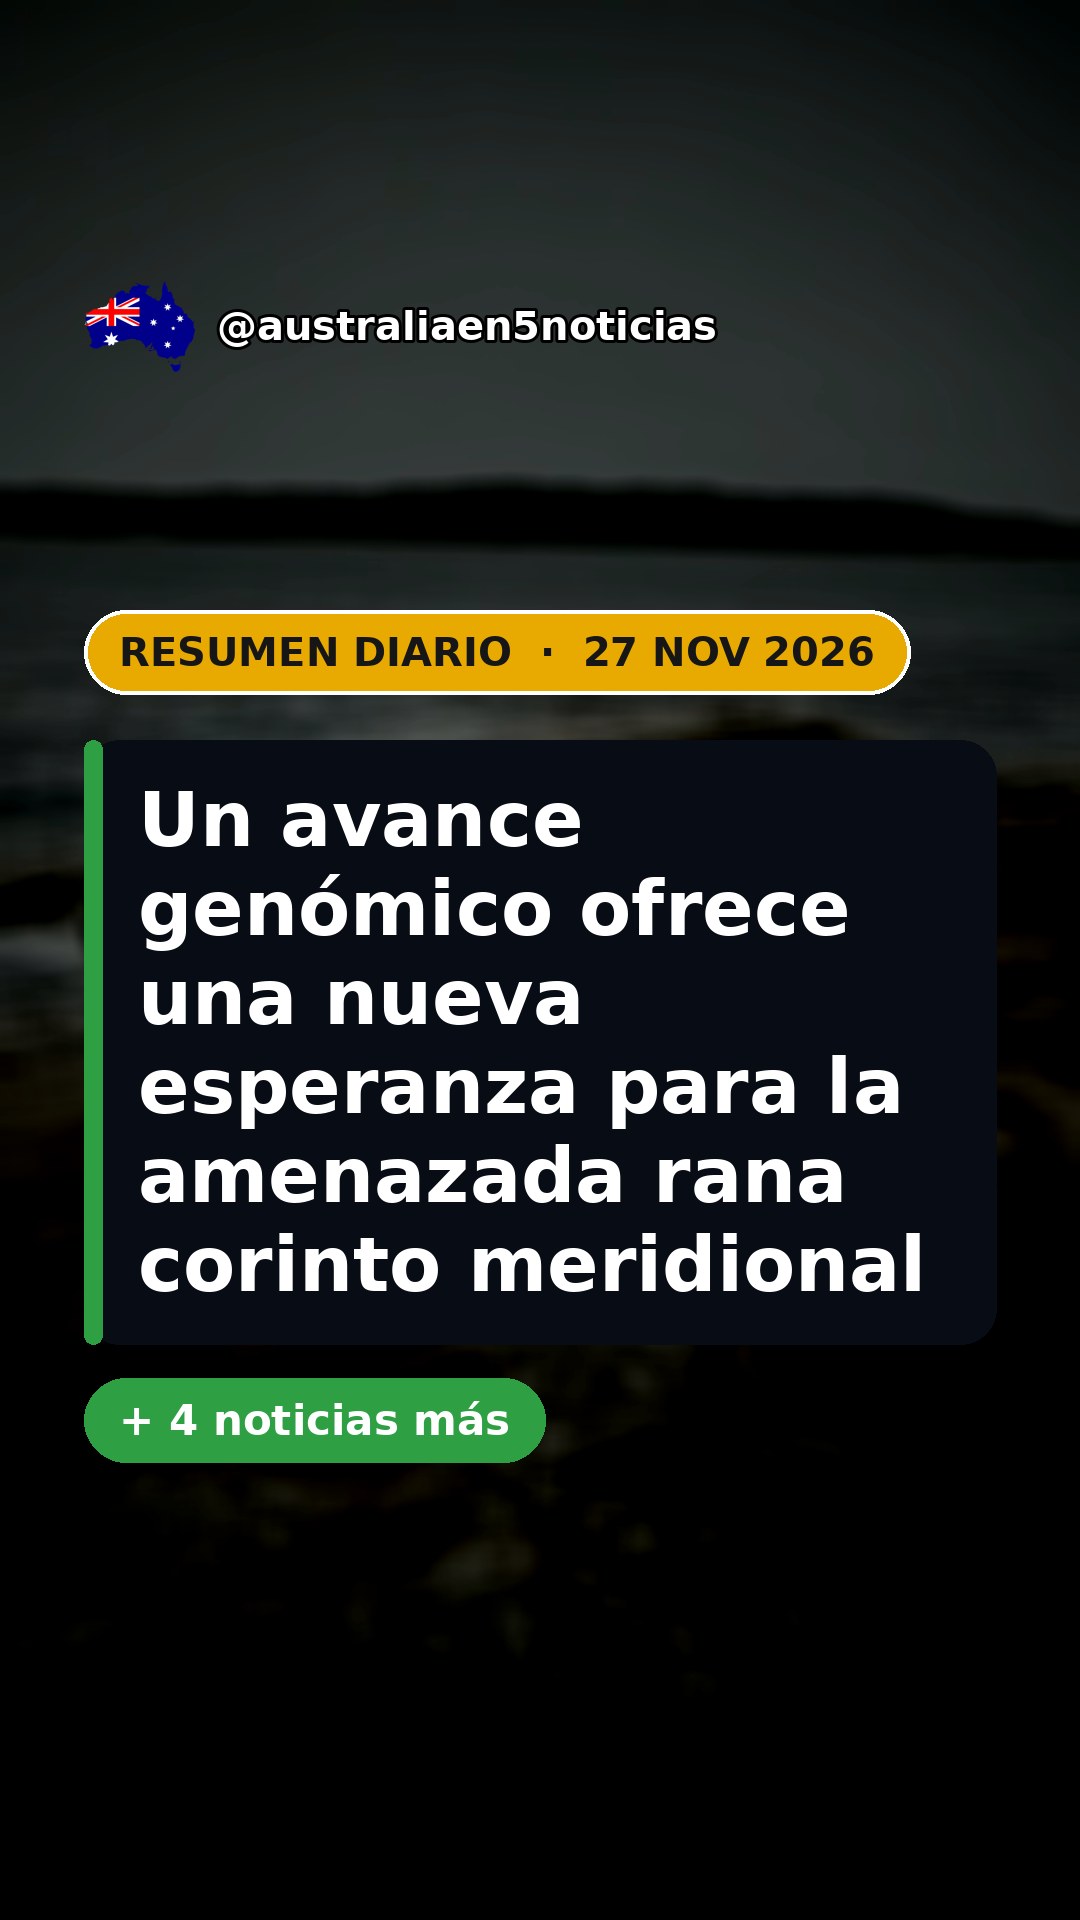 @australiaen5noticias
RESUMEN DIARIO · 27 NOV 2026
Un avance
genómico ofrece
una nueva
esperanza para la
amenazada rana
corinto meridional
+ 4 noticias más